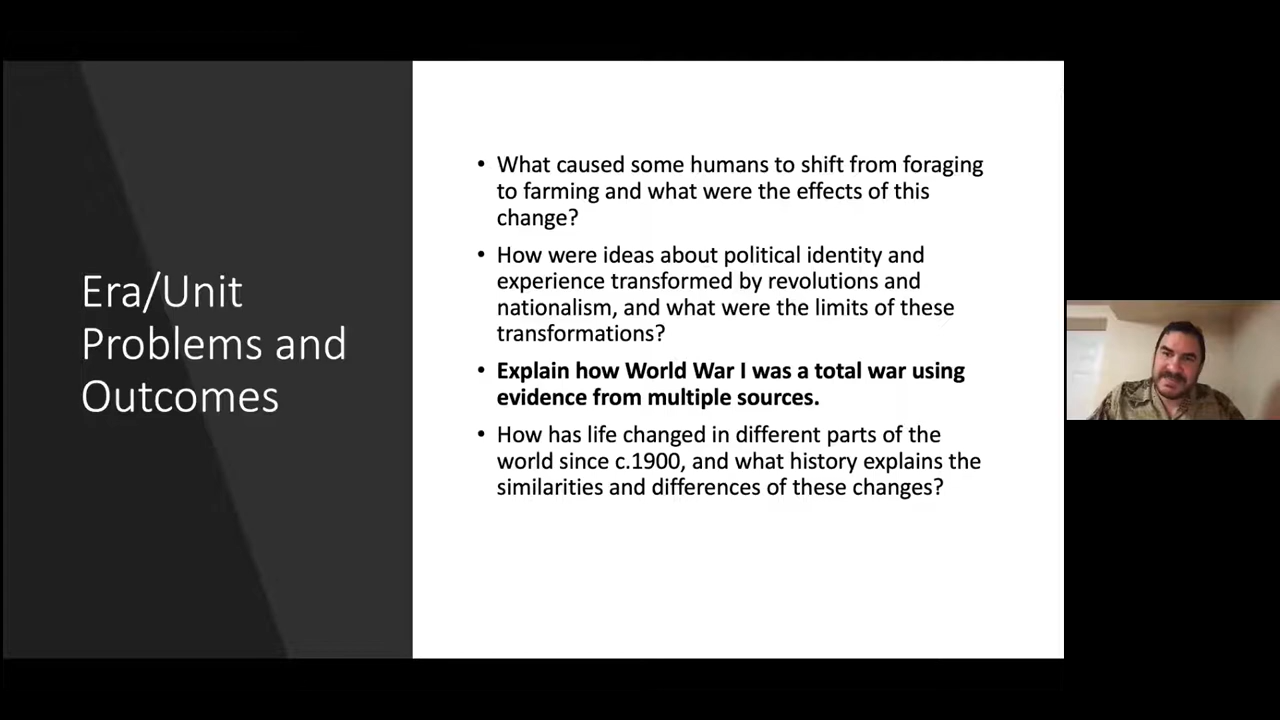 Era/Unit
Problems and
Outcomes
• What caused some humans to shift from foraging
to farming and what were the effects of this
change?
• How were ideas about political identity and
experience transformed by revolutions and
nationalism, and what were the limits of these
transformations?
• Explain how World War I was a total war using
evidence from multiple sources.
• How has life changed in different parts of the
world since c.1900, and what history explains the
similarities and differences of these changes?